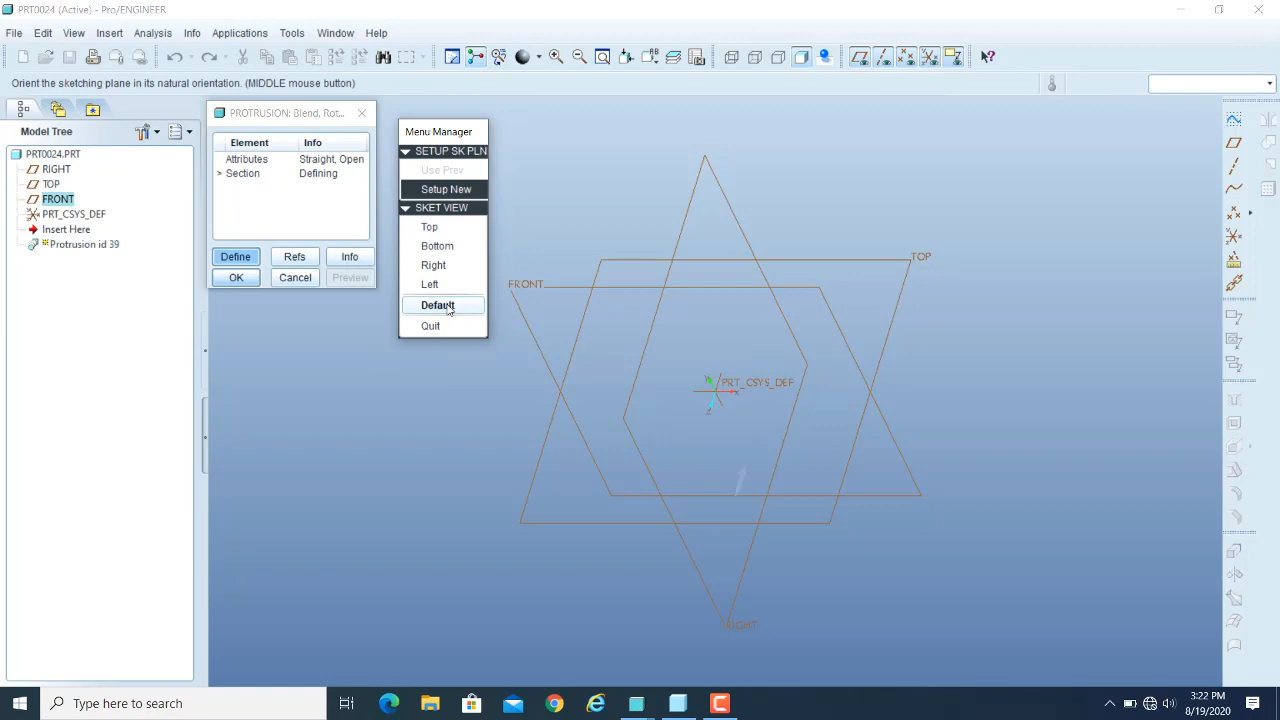 PRT0024 (Active) - Pro/ENGINEER
File Edit View Insert Analysis Info Applications Tools Window Help
Orient the sketching plane in its natural orientation. (MIDDLE mouse button)
Model Tree
PRT0024.PRT
RIGHT
TOP
FRONT
PRT_CSYS_DEF
Insert Here
Protrusion id 39
PROTRUSION: Blend, Rot...
Element Info
Attributes Straight, Open
> Section Defining
Define Refs Info
OK Cancel Preview
Menu Manager
SETUP SK PLN
Use Prev
Setup New
SKET VIEW
Top
Bottom
Right
Left
Default
Quit
TOP
FRONT
PRT_CSYS_DEF
Y
X
Z
RIGHT
Type here to search
3:22 PM
8/19/2020